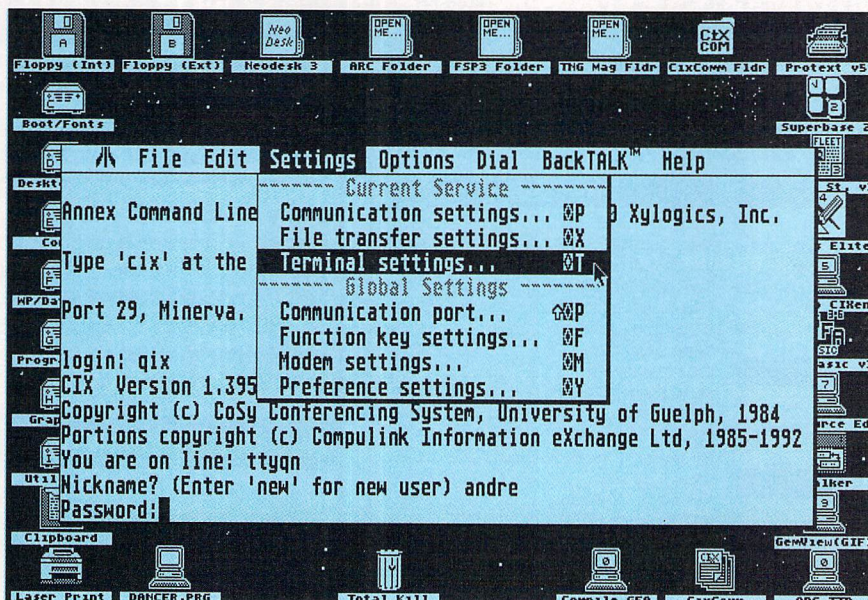 A
B
Neo
Desk
OPEN
ME...
OPEN
ME...
OPEN
ME...
CIX
COM
Floppy (Int)
Floppy (Ext)
Neodesk 3
ARC Folder
FSP3 Folder
TNG Mag Fldr
CixComm Fldr
Protext v5
Boot/Fonts
Superbase 2
File Edit Settings Options Dial BackTALK™ Help
Current Service
Communication settings... ◊P
File transfer settings... ◊X
Terminal settings... ◊T
Global Settings
Communication port... ⇧◊P
Function key settings... ◊F
Modem settings... ◊M
Preference settings... ◊Y
Annex Command Line
Xylogics, Inc.
Type 'cix' at the
Port 29, Minerva.
login: qix
CIX Version 1.395
Copyright (c) CoSy Conferencing System, University of Guelph, 1984
Portions copyright (c) Compulink Information eXchange Ltd, 1985-1992
You are on line: ttyqn
Nickname? (Enter 'new' for new user) andre
Password:
Clipboard
GemView(GIF
Laser Print
DANCER.PRG
Total Kill
Compile GFA
CixComm
ARC.TTP